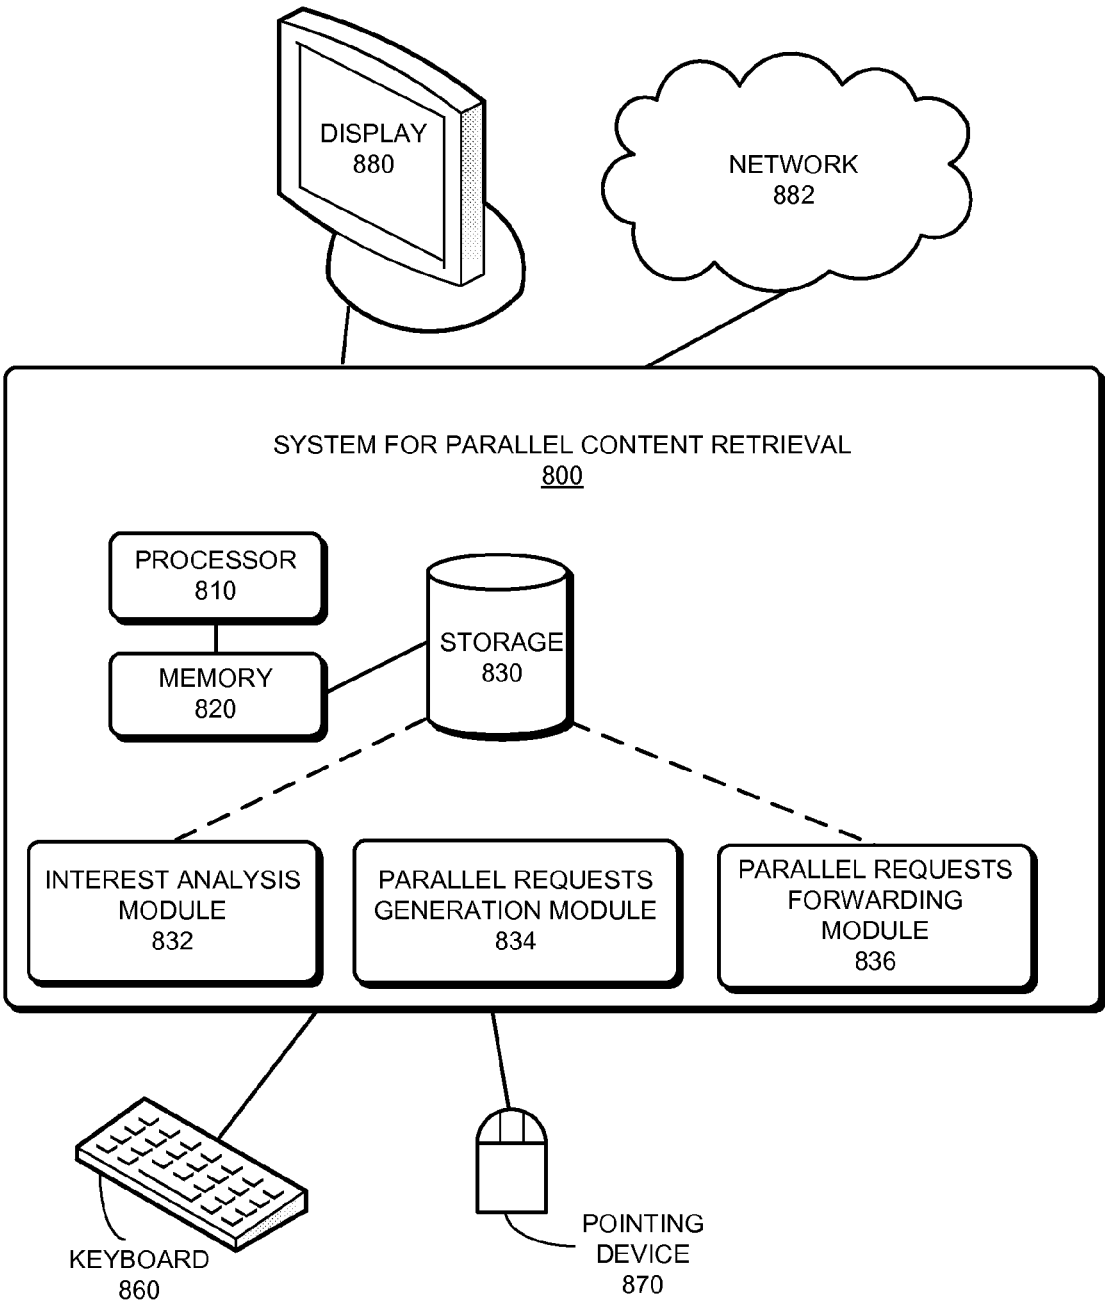 DISPLAY
880
NETWORK
882
SYSTEM FOR PARALLEL CONTENT RETRIEVAL
800
PROCESSOR
810
MEMORY
820
STORAGE
830
INTEREST ANALYSIS
MODULE
832
PARALLEL REQUESTS
GENERATION MODULE
834
PARALLEL REQUESTS
FORWARDING
MODULE
836
KEYBOARD
860
POINTING
DEVICE
870